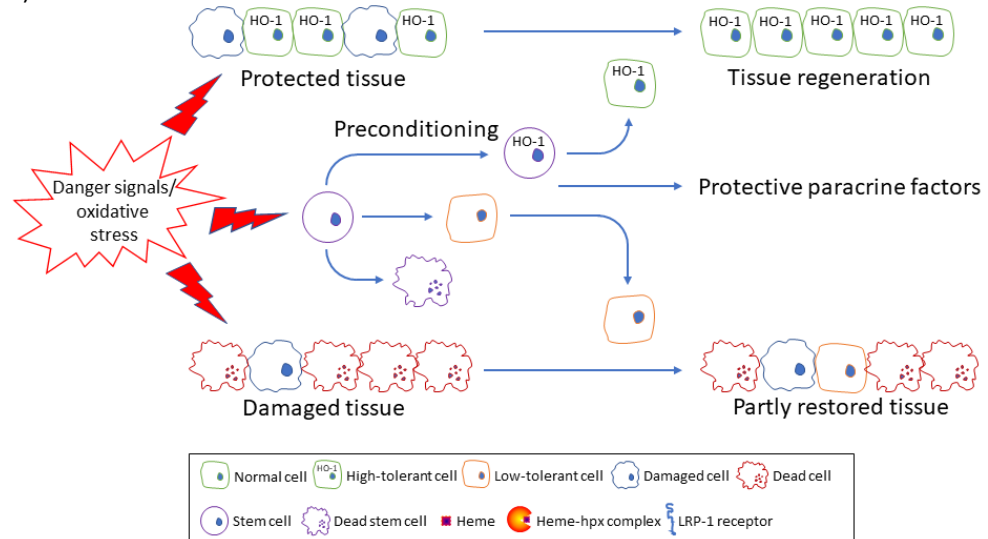 HO-1 HO-1 HO-1
HO-1 HO-1 HO-1 HO-1 HO-1
Protected tissue
Tissue regeneration
HO-1
Preconditioning
HO-1
Danger signals/
oxidative
stress
Protective paracrine factors
Damaged tissue
Partly restored tissue
Normal cell
HO-1
High-tolerant cell
Low-tolerant cell
Damaged cell
Dead cell
Stem cell
Dead stem cell
Heme
Heme-hpx complex
LRP-1 receptor